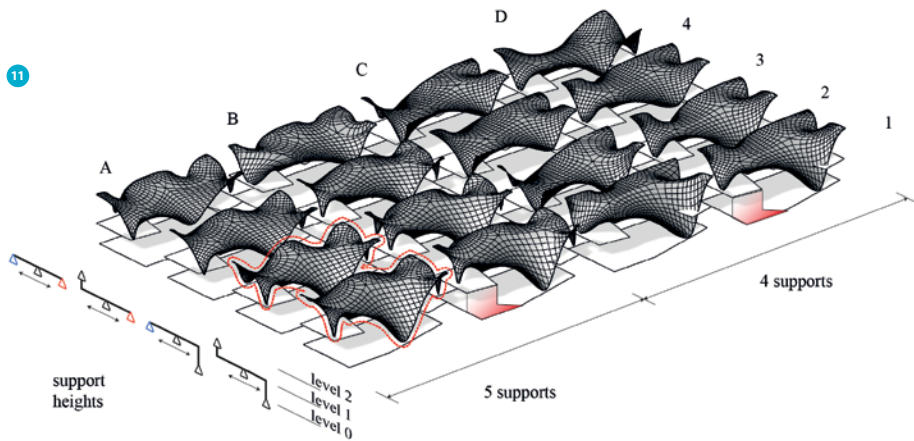 11
D
4
C
3
B
2
A
1
4 supports
5 supports
support
heights
level 2
level 1
level 0